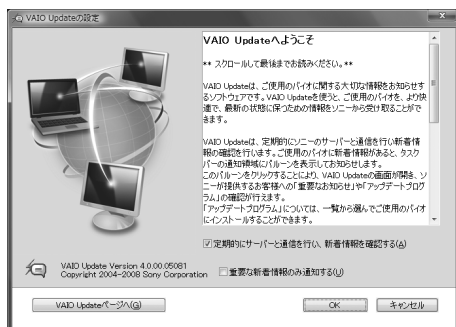 VAIO Updateの設定
VAIO Updateへようこそ
** スクロールして最後までお読みください。**
VAIO Updateは、ご使用のバイオに関する大切な情報をお知らせす
るソフトウェアです。VAIO Updateを使うと、ご使用のバイオを、より快
適で、最新の状態に保つための情報をソニーから受け取ることがで
きます。
VAIO Updateは、定期的にソニーのサーバーと通信を行い新着情
報の確認を行います。ご使用のバイオに新着情報があると、タスク
バーの通知領域にバルーンを表示してお知らせします。
このバルーンをクリックすることにより、VAIO Updateの画面が開き、ソ
ニーが提供するお客様への「重要なお知らせ」や「アップデートプログ
ラム」の確認が行えます。
「アップデートプログラム」については、一覧から選んでご使用のバイオ
にインストールすることができます。
定期的にサーバーと通信を行い、新着情報を確認する(A)
VAIO Update Version 4.0.00.05081
Copyright 2004-2008 Sony Corporation
重要な新着情報のみ通知する(U)
VAIO Updateページへ(G)
OK
キャンセル